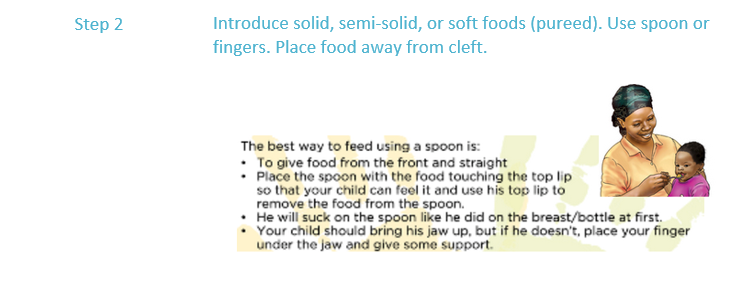 Step 2
Introduce solid, semi-solid, or soft foods (pureed). Use spoon or
fingers. Place food away from cleft.
The best way to feed using a spoon is:
• To give food from the front and straight
• Place the spoon with the food touching the top lip
so that your child can feel it and use his top lip to
remove the food from the spoon.
• He will suck on the spoon like he did on the breast/bottle at first.
• Your child should bring his jaw up, but if he doesn't, place your finger
under the jaw and give some support.